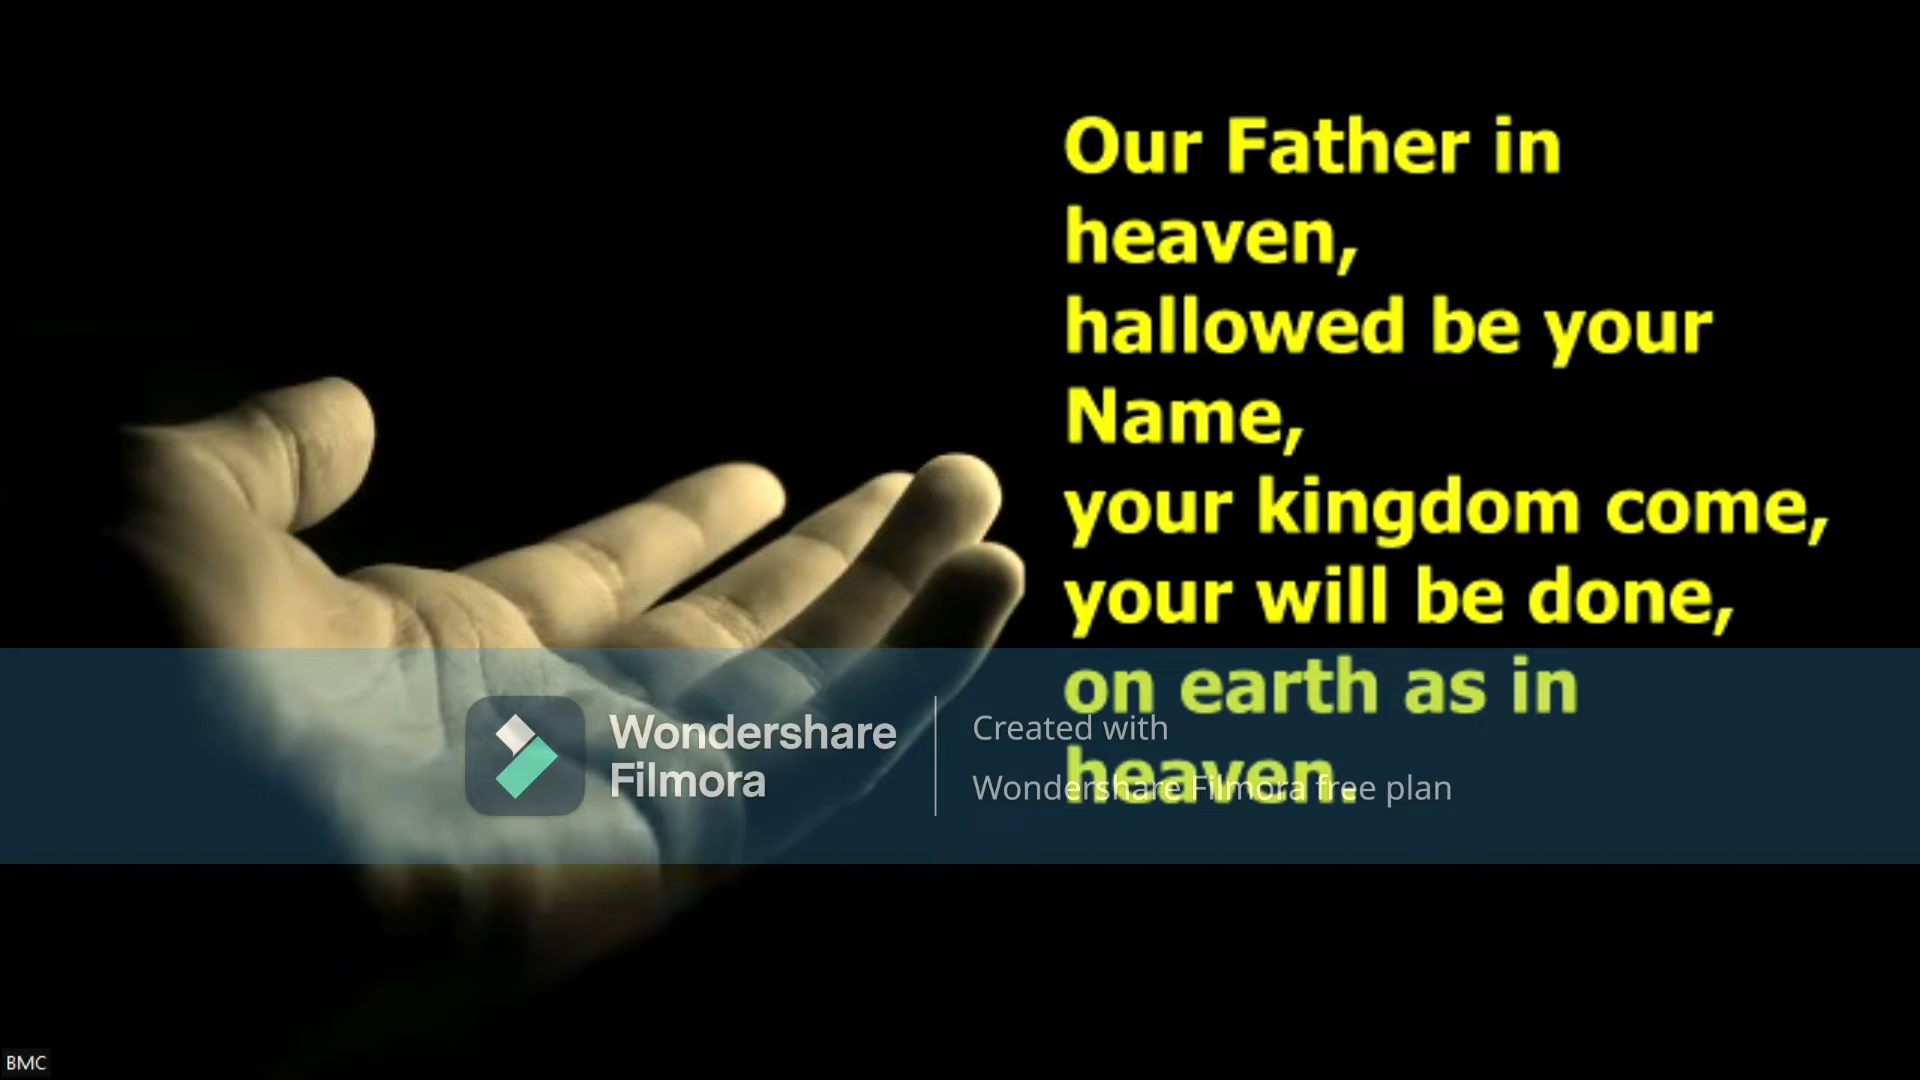 Our Father in
heaven,
hallowed be your
Name,
your kingdom come,
your will be done,
on earth as in
heaven.
Wondershare
Filmora
Created with
Wondershare Filmora free plan
BMC